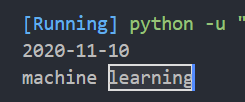 [Running] python -u "
2020-11-10
machine learning